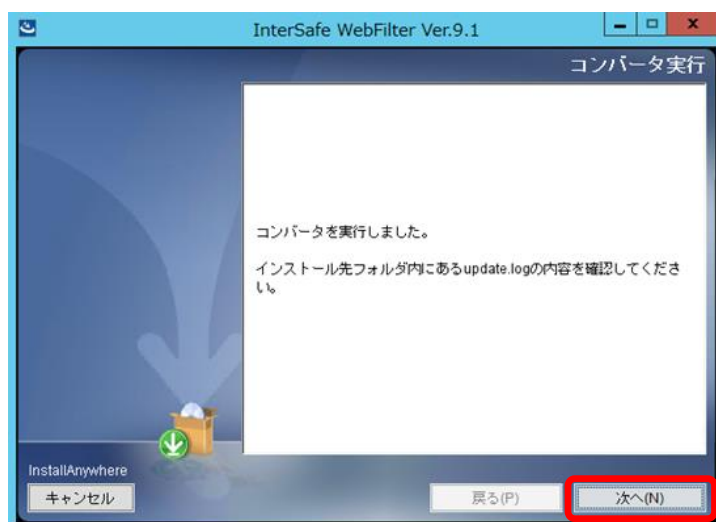 InterSafe WebFilter Ver.9.1
コンバータ実行
コンバータを実行しました。
インストール先フォルダ内にあるupdate.logの内容を確認してくださ
い。
InstallAnywhere
キャンセル
戻る(P)
次へ(N)